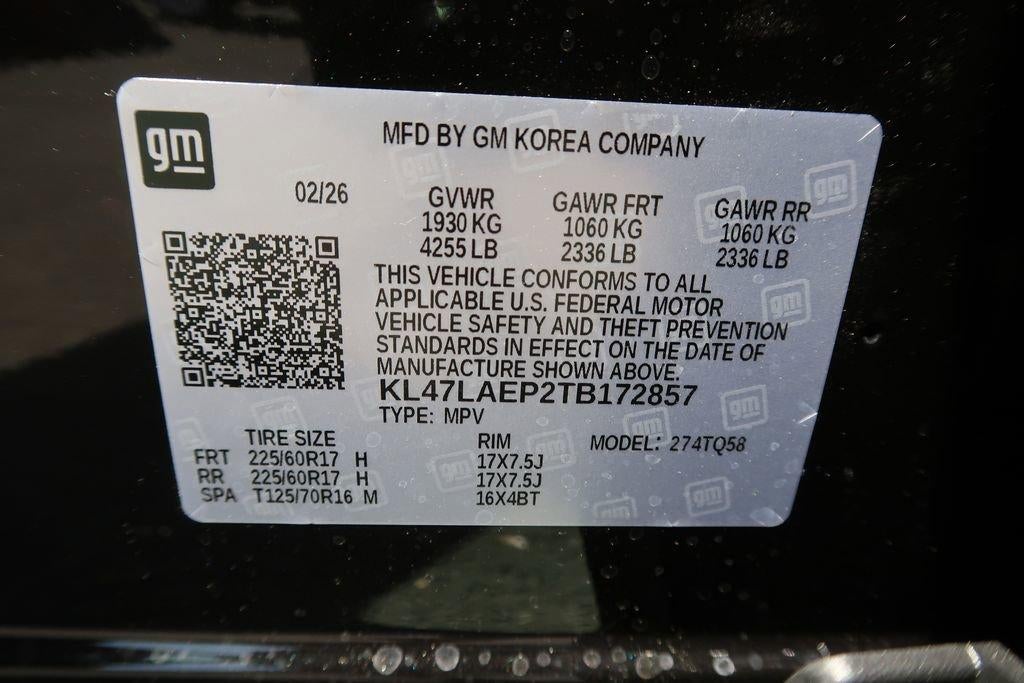 gm
MFD BY GM KOREA COMPANY
02/26
GVWR GAWR FRT GAWR RR
1930 KG 1060 KG 1060 KG
4255 LB 2336 LB 2336 LB
THIS VEHICLE CONFORMS TO ALL
APPLICABLE U.S. FEDERAL MOTOR
VEHICLE SAFETY AND THEFT PREVENTION
STANDARDS IN EFFECT ON THE DATE OF
MANUFACTURE SHOWN ABOVE.
KL47LAEP2TB172857
TYPE: MPV
TIRE SIZE RIM MODEL: 274TQ58
FRT 225/60R17 H 17X7.5J
RR 225/60R17 H 17X7.5J
SPA T125/70R16 M 16X4BT